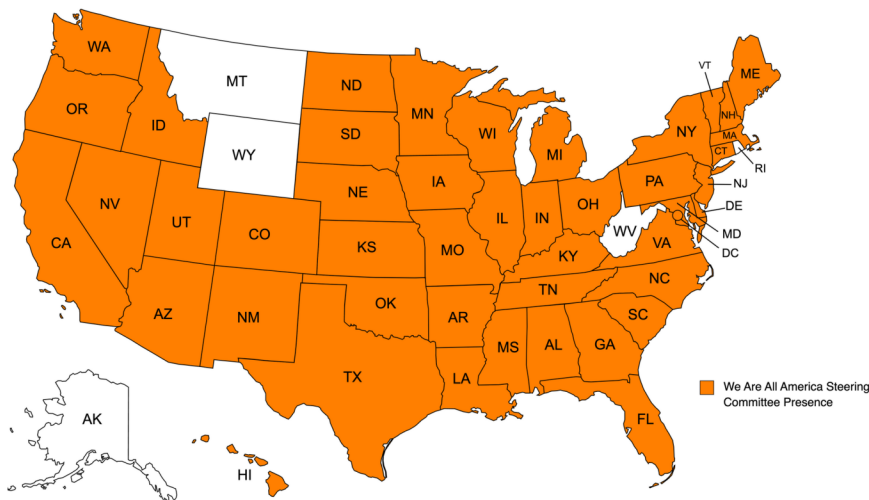 WA
MT
ND
MN
VT
ME
OR
ID
SD
WI
MI
NY
NH
MA
CT
RI
WY
NE
IA
PA
NJ
NV
UT
CO
IL
IN
OH
DE
CA
KS
MO
WV
VA
MD
DC
KY
NC
AZ
NM
OK
AR
TN
SC
TX
LA
MS
AL
GA
We Are All America Steering
Committee Presence
AK
FL
HI